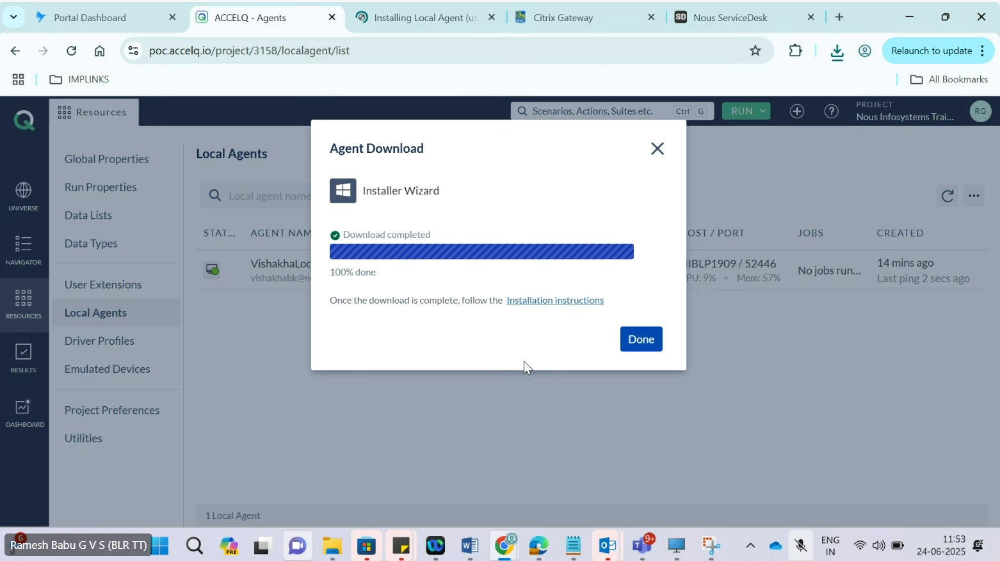 Portal Dashboard
ACCELQ - Agents
Installing Local Agent (us
Citrix Gateway
SD Nous ServiceDesk
poc.accelq.io/project/3158/localagent/list
Relaunch to update
IMPLINKS
All Bookmarks
Resources
Scenarios, Actions, Suites etc. Ctrl G
RUN
PROJECT
Nous Infosystems Trai...
RG
UNIVERSE
NAVIGATOR
RESOURCES
RESULTS
DASHBOARD
Global Properties
Run Properties
Data Lists
Data Types
User Extensions
Local Agents
Driver Profiles
Emulated Devices
Project Preferences
Utilities
Local Agents
Local agent name
STAT... AGENT NAM OST / PORT JOBS CREATED
VishakhaLoc IBLP1909 / 52446 No jobs run... 14 mins ago
vishakhabk@n PU: 9% • Mem: 57% Last ping 2 secs ago
Agent Download
Installer Wizard
Download completed
100% done
Once the download is complete, follow the Installation instructions
Done
1 Local Agent
6
Ramesh Babu G V S (BLR TT)
PRE
9+
ENG
IN
11:53
24-06-2025